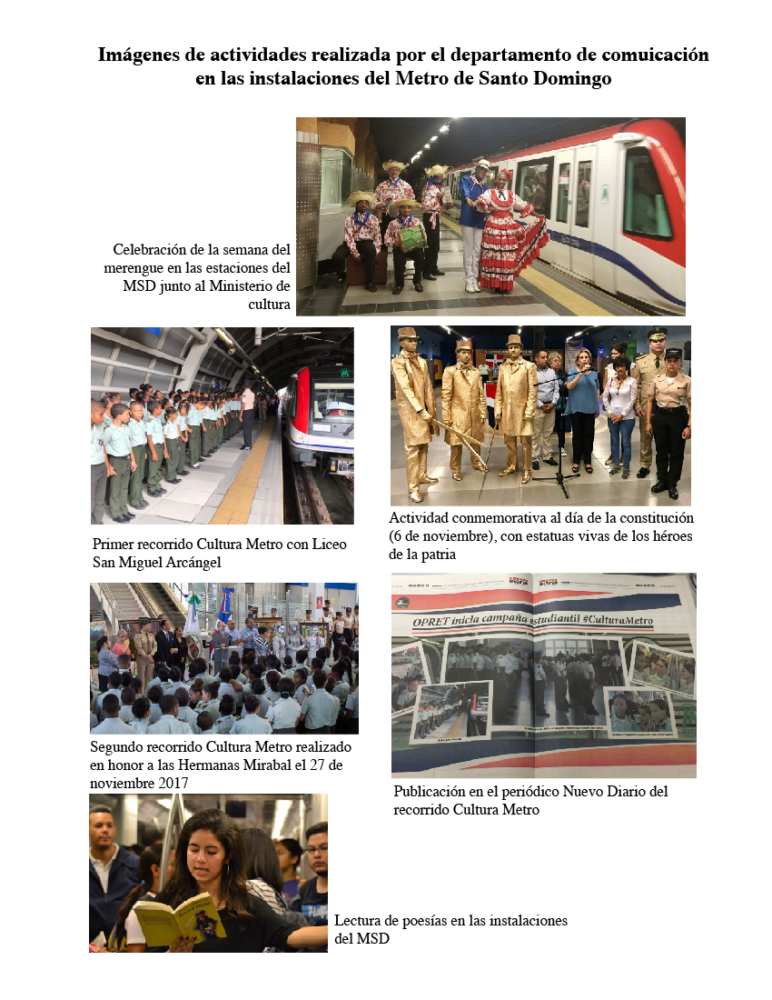 Imágenes de actividades realizada por el departamento de comuicación
en las instalaciones del Metro de Santo Domingo
Celebración de la semana del
merengue en las estaciones del
MSD junto al Ministerio de
cultura
Primer recorrido Cultura Metro con Liceo
San Miguel Arcángel
Actividad conmemorativa al día de la constitución
(6 de noviembre), con estatuas vivas de los héroes
de la patria
OPRET inicia campaña estudiantil #CulturaMetro
Segundo recorrido Cultura Metro realizado
en honor a las Hermanas Mirabal el 27 de
noviembre 2017
Publicación en el periódico Nuevo Diario del
recorrido Cultura Metro
Lectura de poesías en las instalaciones
del MSD